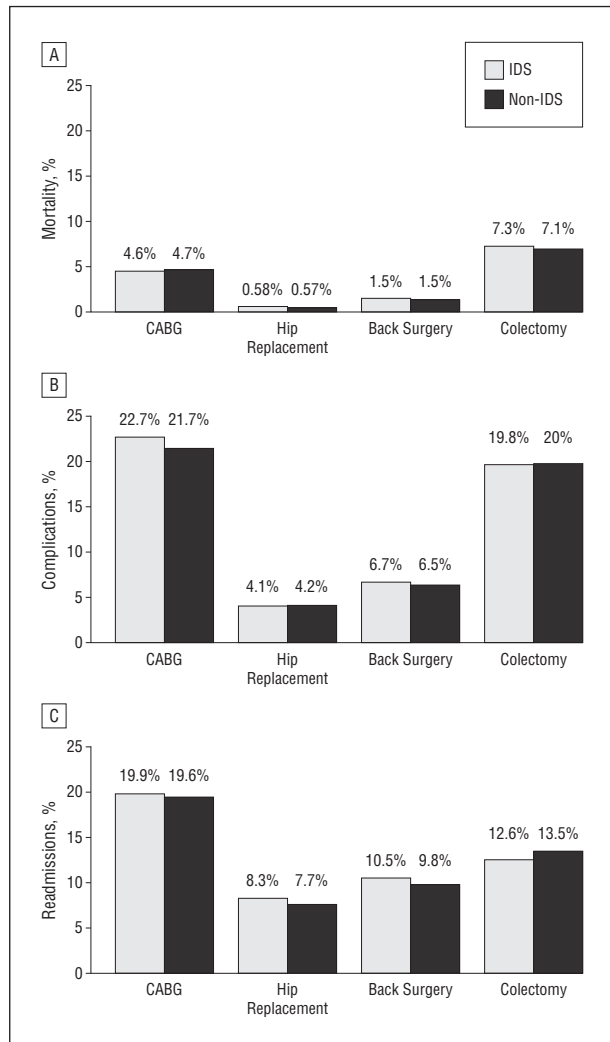 A
IDS
Non-IDS
Mortality, %
25
20
15
10
5
0
4.6% 4.7%
0.58% 0.57%
1.5% 1.5%
7.3% 7.1%
CABG
Hip
Replacement
Back Surgery
Colectomy
B
Complications, %
25
20
15
10
5
0
22.7% 21.7%
4.1% 4.2%
6.7% 6.5%
19.8% 20%
CABG
Hip
Replacement
Back Surgery
Colectomy
C
Readmissions, %
25
20
15
10
5
0
19.9% 19.6%
8.3% 7.7%
10.5% 9.8%
12.6% 13.5%
CABG
Hip
Replacement
Back Surgery
Colectomy